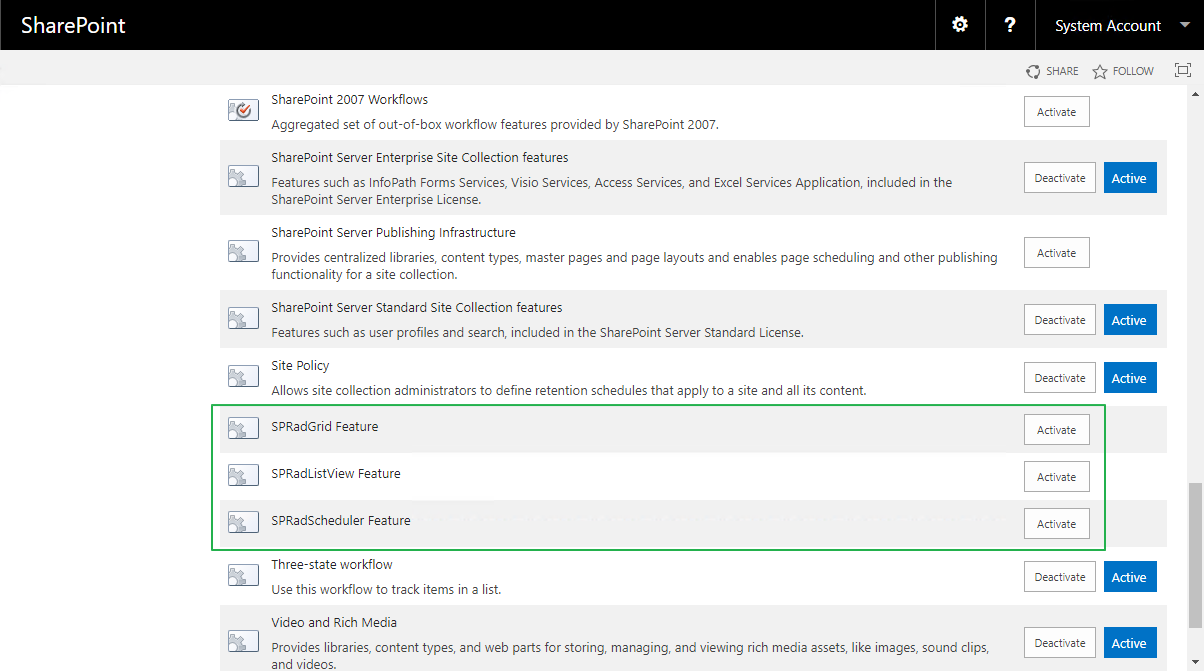 SharePoint
?
System Account
SHARE
FOLLOW
SharePoint 2007 Workflows
Aggregated set of out-of-box workflow features provided by SharePoint 2007.
Activate
SharePoint Server Enterprise Site Collection features
Features such as InfoPath Forms Services, Visio Services, Access Services, and Excel Services Application, included in the
SharePoint Server Enterprise License.
Deactivate
Active
SharePoint Server Publishing Infrastructure
Provides centralized libraries, content types, master pages and page layouts and enables page scheduling and other publishing
functionality for a site collection.
Activate
SharePoint Server Standard Site Collection features
Features such as user profiles and search, included in the SharePoint Server Standard License.
Deactivate
Active
Site Policy
Allows site collection administrators to define retention schedules that apply to a site and all its content.
Deactivate
Active
SPRadGrid Feature
Activate
SPRadListView Feature
Activate
SPRadScheduler Feature
Activate
Three-state workflow
Use this workflow to track items in a list.
Deactivate
Active
Video and Rich Media
Provides libraries, content types, and web parts for storing, managing, and viewing rich media assets, like images, sound clips,
and videos.
Deactivate
Active